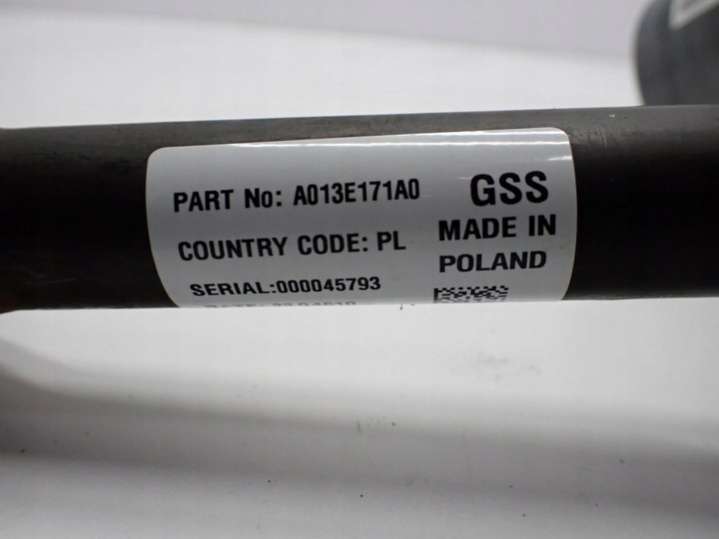 PART No: A013E171A0
GSS
COUNTRY CODE: PL
MADE IN
POLAND
SERIAL:000045793